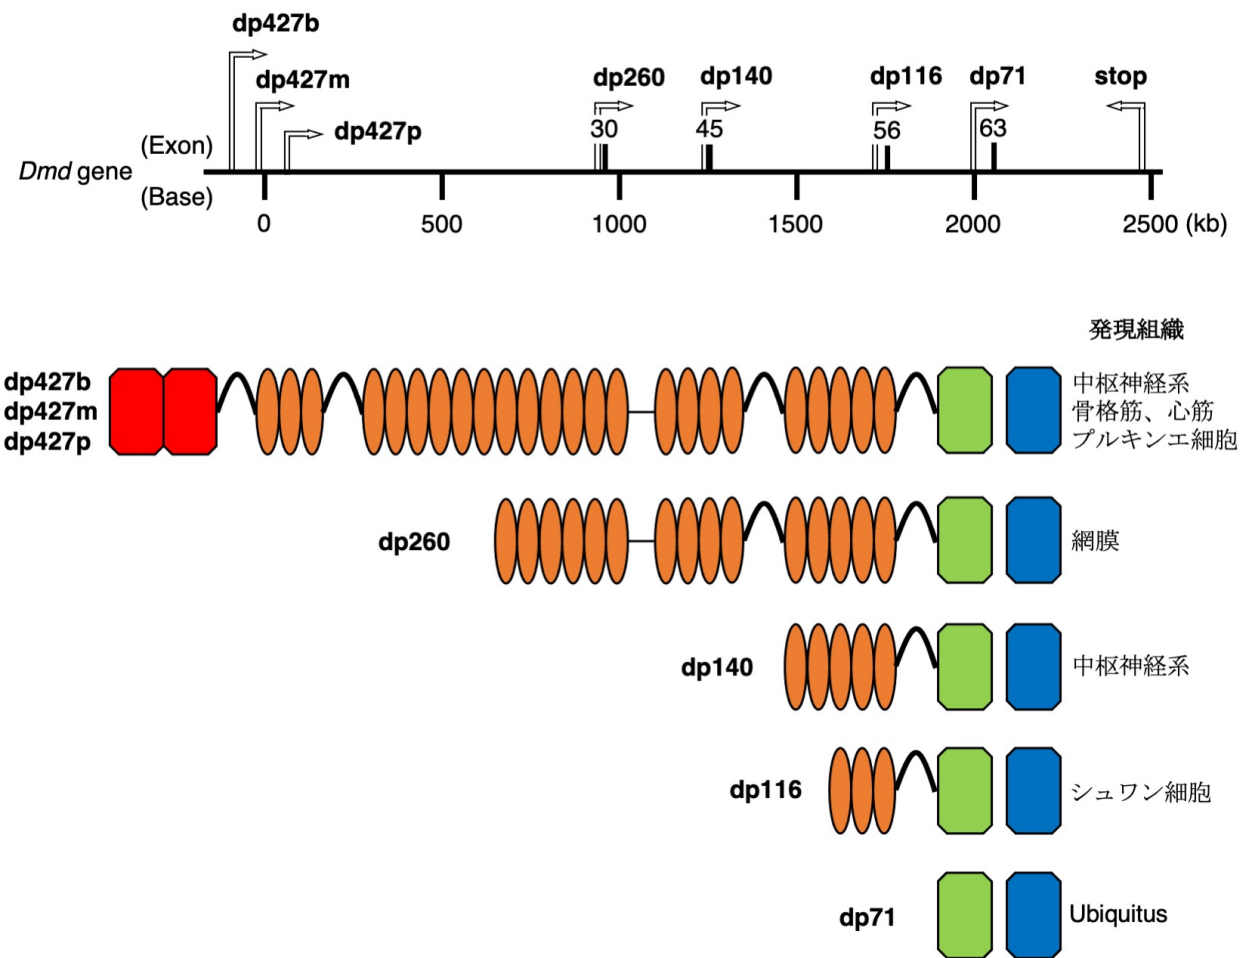 dp427b
dp427m
dp427p
dp260
dp140
dp116
dp71
stop
30
45
56
63
(Exon)
Dmd gene
(Base)
0
500
1000
1500
2000
2500 (kb)
発現組織
dp427b
dp427m
dp427p
中枢神経系
骨格筋、心筋
プルキンエ細胞
dp260
網膜
dp140
中枢神経系
dp116
シュワン細胞
dp71
Ubiquitus